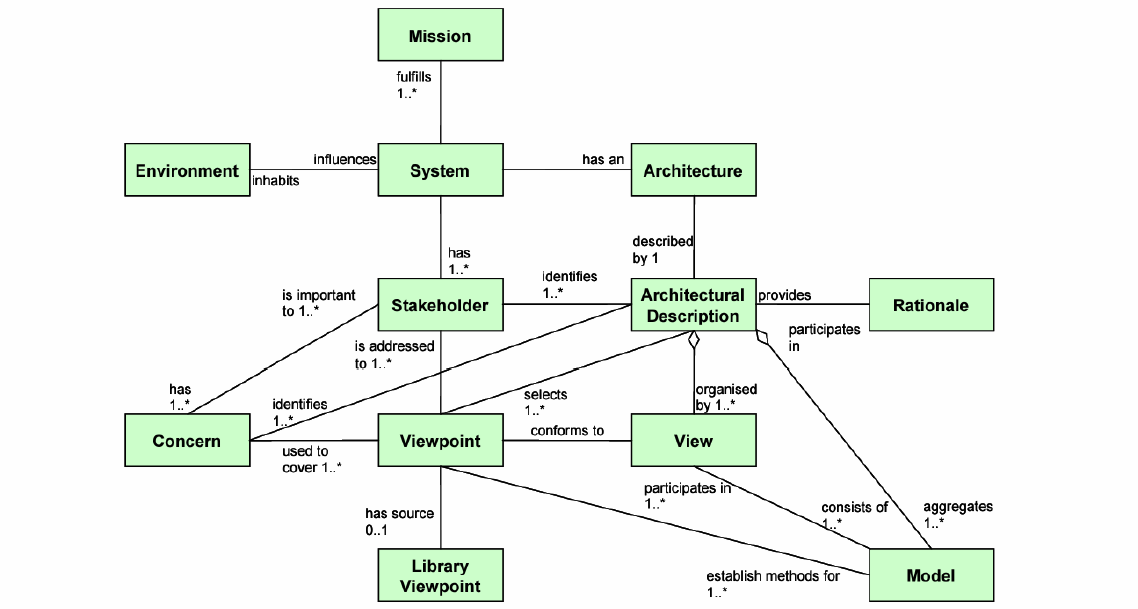 Mission
fulfills
1..*
Environment
influences
inhabits
System
has an
Architecture
has
1..*
described
by 1
is important
to 1..*
Stakeholder
identifies
1..*
Architectural
Description
provides
Rationale
participates
in
is addressed
to 1..*
has
1..*
identifies
1..*
selects
1..*
organised
by 1..*
Concern
used to
cover 1..*
Viewpoint
conforms to
View
participates in
1..*
consists of
1..*
aggregates
1..*
has source
0..1
Library
Viewpoint
establish methods for
1..*
Model